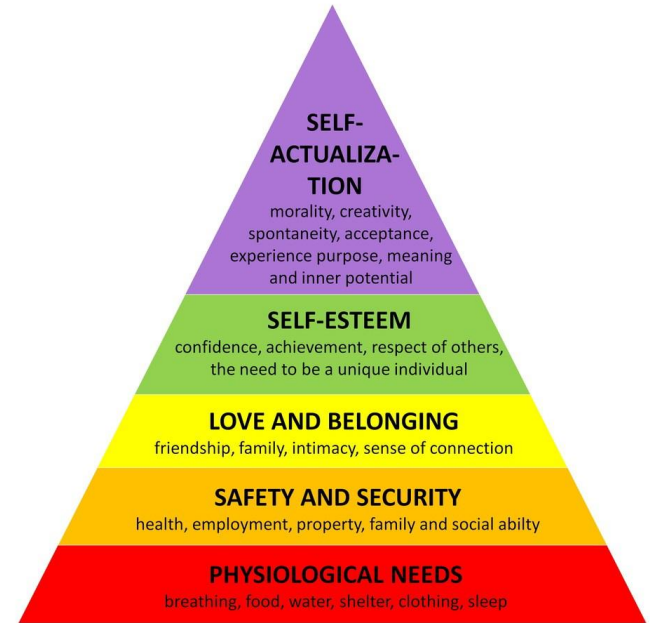 SELF-
ACTUALIZA-
TION
morality, creativity,
spontaneity, acceptance,
experience purpose, meaning
and inner potential
SELF-ESTEEM
confidence, achievement, respect of others,
the need to be a unique individual
LOVE AND BELONGING
friendship, family, intimacy, sense of connection
SAFETY AND SECURITY
health, employment, property, family and social abilty
PHYSIOLOGICAL NEEDS
breathing, food, water, shelter, clothing, sleep